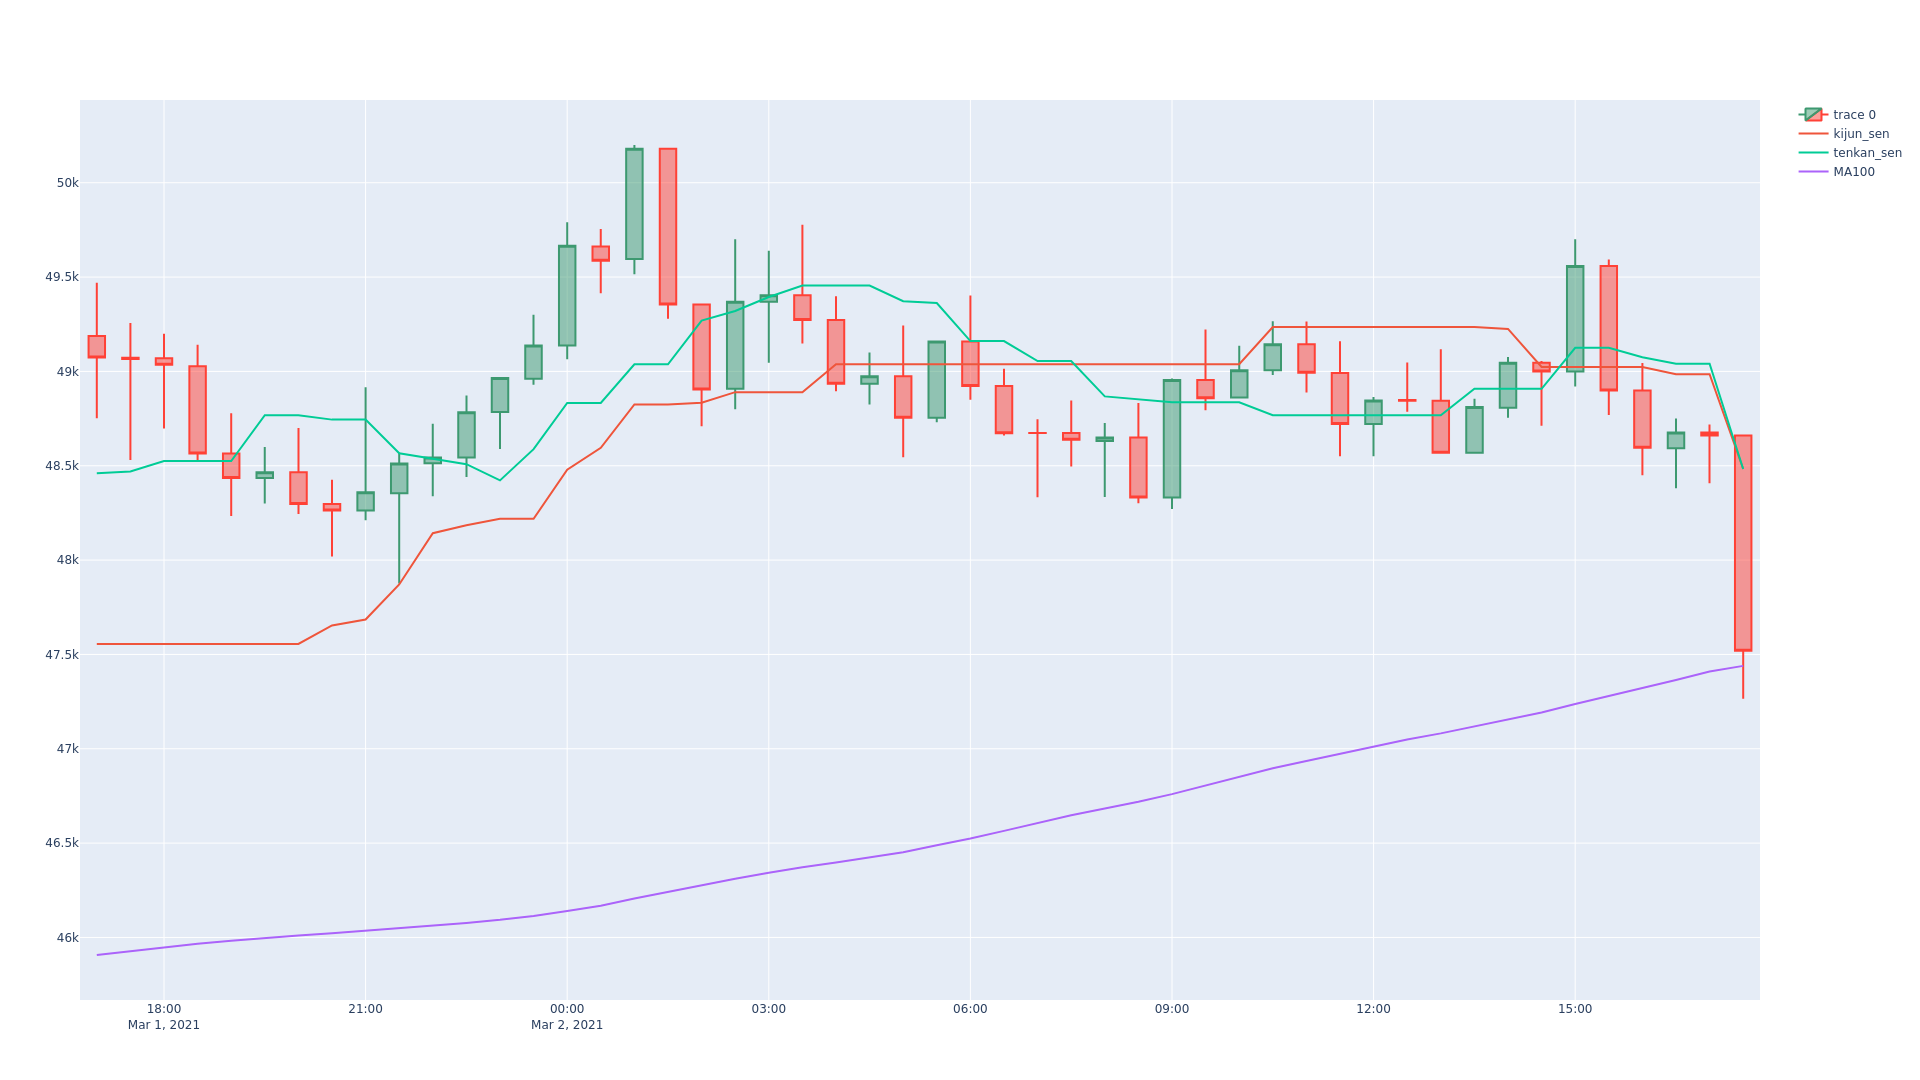 trace 0
kijun_sen
tenkan_sen
MA100
50k
49.5k
49k
48.5k
48k
47.5k
47k
46.5k
46k
18:00 21:00 00:00 03:00 06:00 09:00 12:00 15:00
Mar 1, 2021 Mar 2, 2021